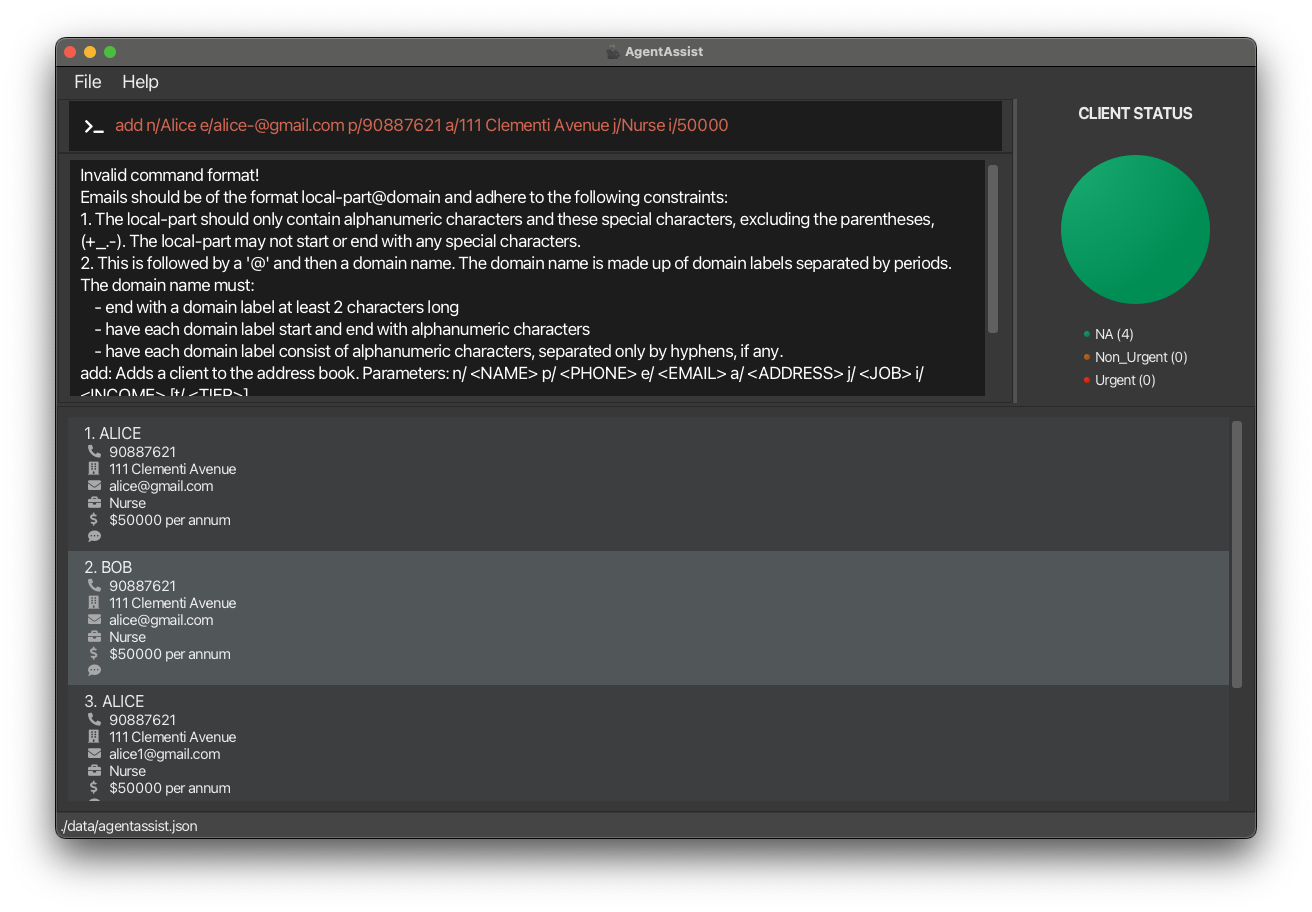 AgentAssist
File Help
add n/Alice e/alice-@gmail.com p/90887621 a/111 Clementi Avenue j/Nurse i/50000
Invalid command format!
Emails should be of the format local-part@domain and adhere to the following constraints:
1. The local-part should only contain alphanumeric characters and these special characters, excluding the parentheses,
(+_.-). The local-part may not start or end with any special characters.
2. This is followed by a '@' and then a domain name. The domain name is made up of domain labels separated by periods.
The domain name must:
- end with a domain label at least 2 characters long
- have each domain label start and end with alphanumeric characters
- have each domain label consist of alphanumeric characters, separated only by hyphens, if any.
add: Adds a client to the address book. Parameters: n/ <NAME> p/ <PHONE> e/ <EMAIL> a/ <ADDRESS> j/ <JOB> i/
<INCOME> [t/ <TIER>]
CLIENT STATUS
NA (4)
Non_Urgent (0)
Urgent (0)
1. ALICE
90887621
111 Clementi Avenue
alice@gmail.com
Nurse
$ $50000 per annum
2. BOB
90887621
111 Clementi Avenue
alice@gmail.com
Nurse
$ $50000 per annum
3. ALICE
90887621
111 Clementi Avenue
alice1@gmail.com
Nurse
$ $50000 per annum
./data/agentassist.json